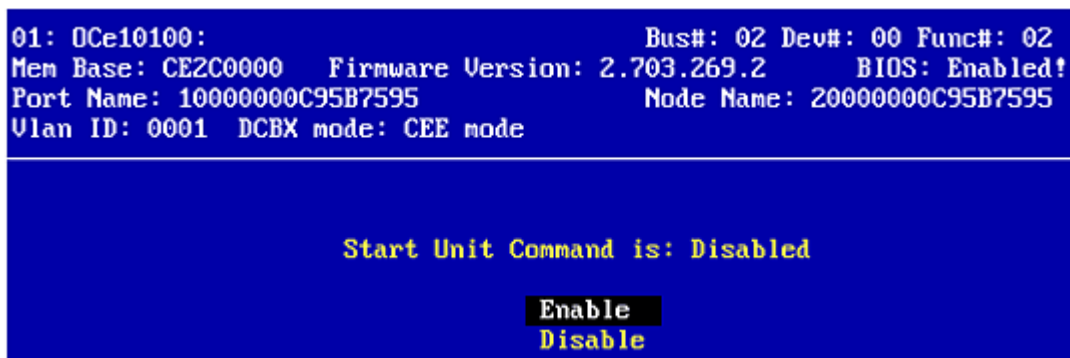 01: OCe10100: Bus#: 02 Dev#: 00 Func#: 02
Mem Base: CE2C0000 Firmware Version: 2.703.269.2 BIOS: Enabled!
Port Name: 10000000C95B7595 Node Name: 20000000C95B7595
Vlan ID: 0001 DCBX mode: CEE mode
Start Unit Command is: Disabled
Enable
Disable